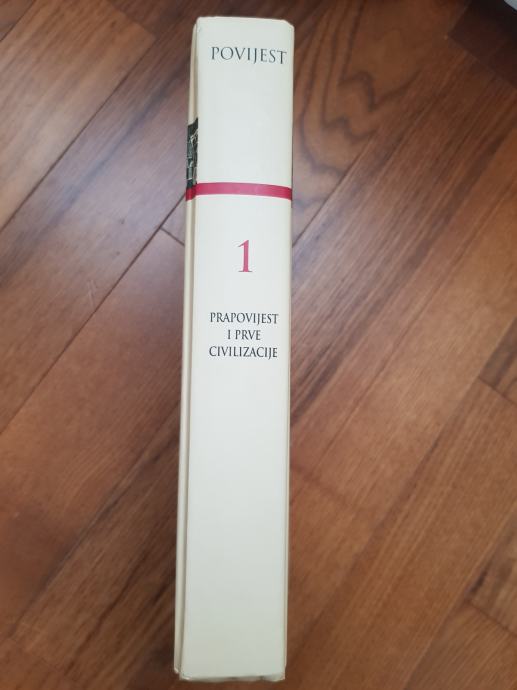 POVIJEST
1
PRAPOVIJEST
I PRVE
CIVILIZACIJE